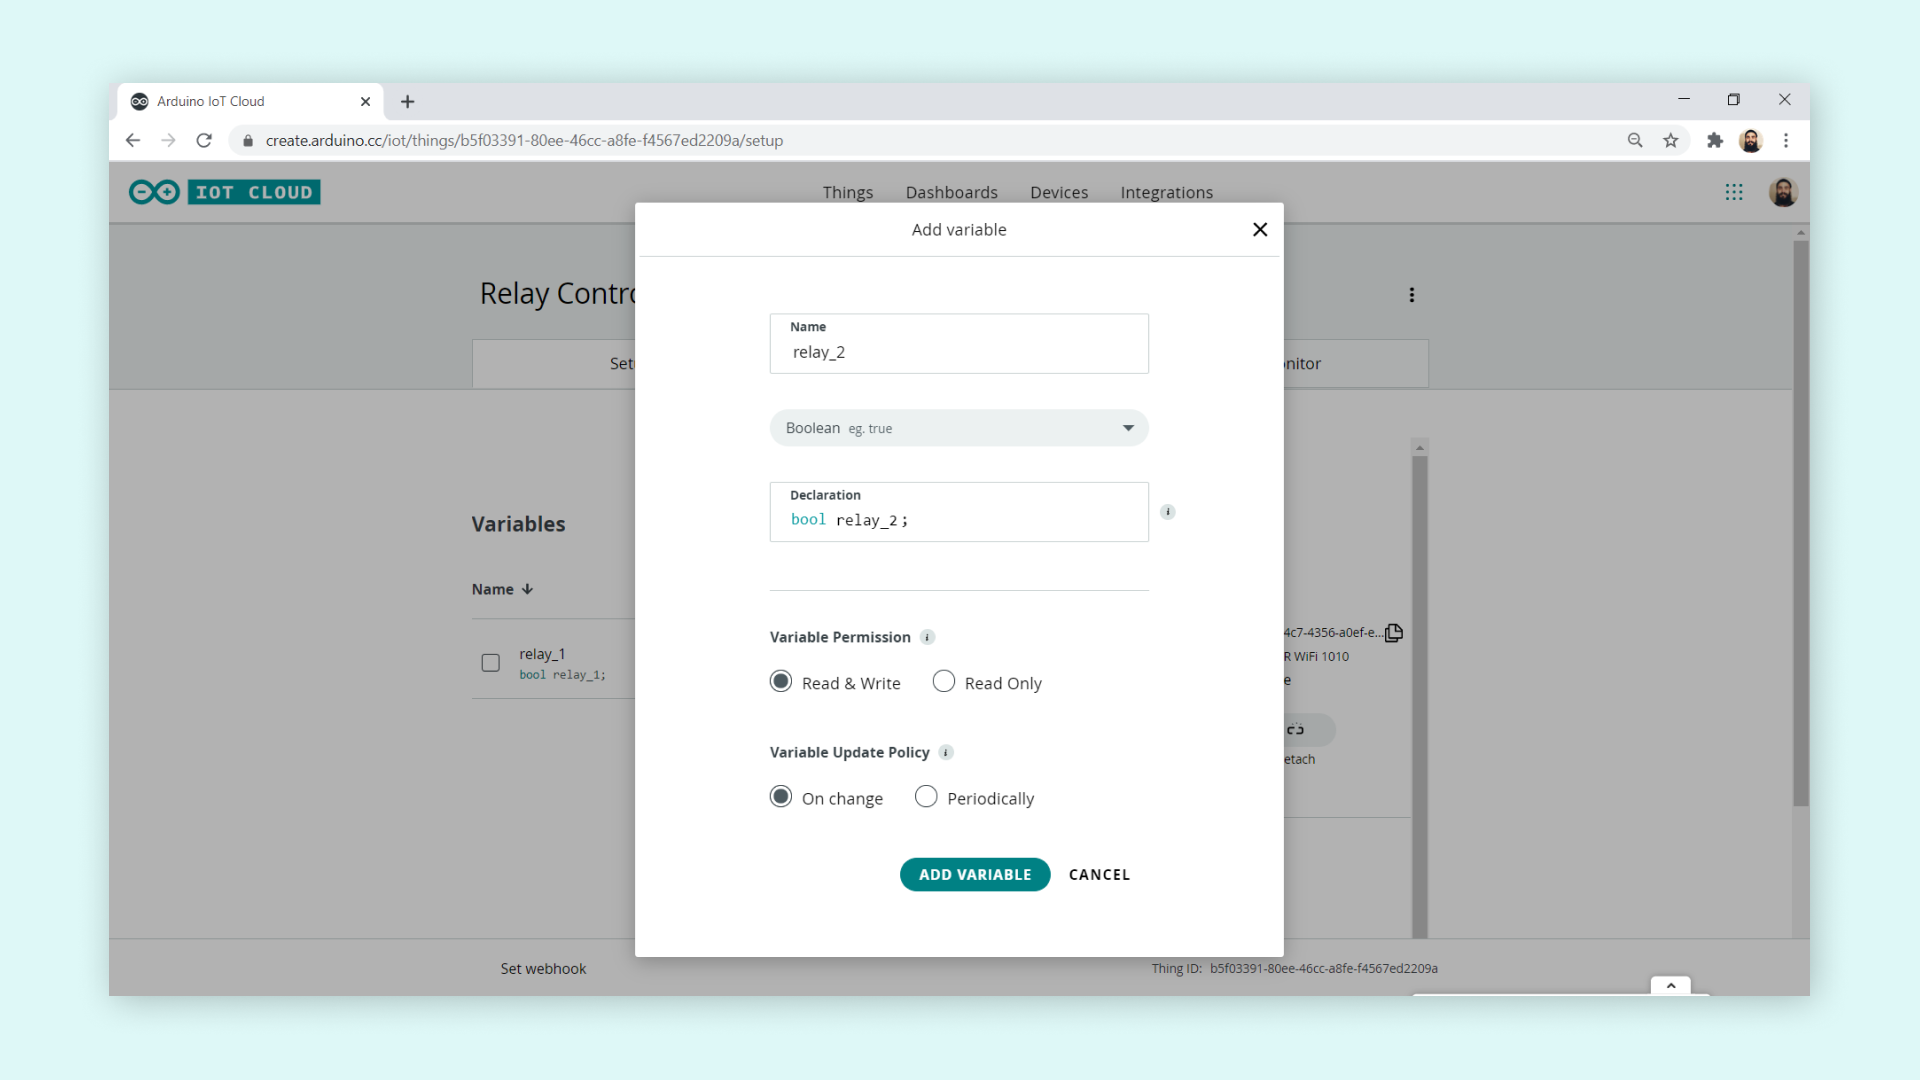 Arduino IoT Cloud
create.arduino.cc/iot/things/b5f03391-80ee-46cc-a8fe-f4567ed2209a/setup
IOT CLOUD
Things Dashboards Devices Integrations
Add variable
Relay Contro
Name
relay_2
Setu
onitor
Boolean eg. true
Declaration
bool relay_2;
Variables
Name
relay_1
bool relay_1;
Variable Permission
Read & Write Read Only
4c7-4356-a0ef-e...
R WiFi 1010
e
etach
Variable Update Policy
On change Periodically
ADD VARIABLE CANCEL
Set webhook
Thing ID: b5f03391-80ee-46cc-a8fe-f4567ed2209a